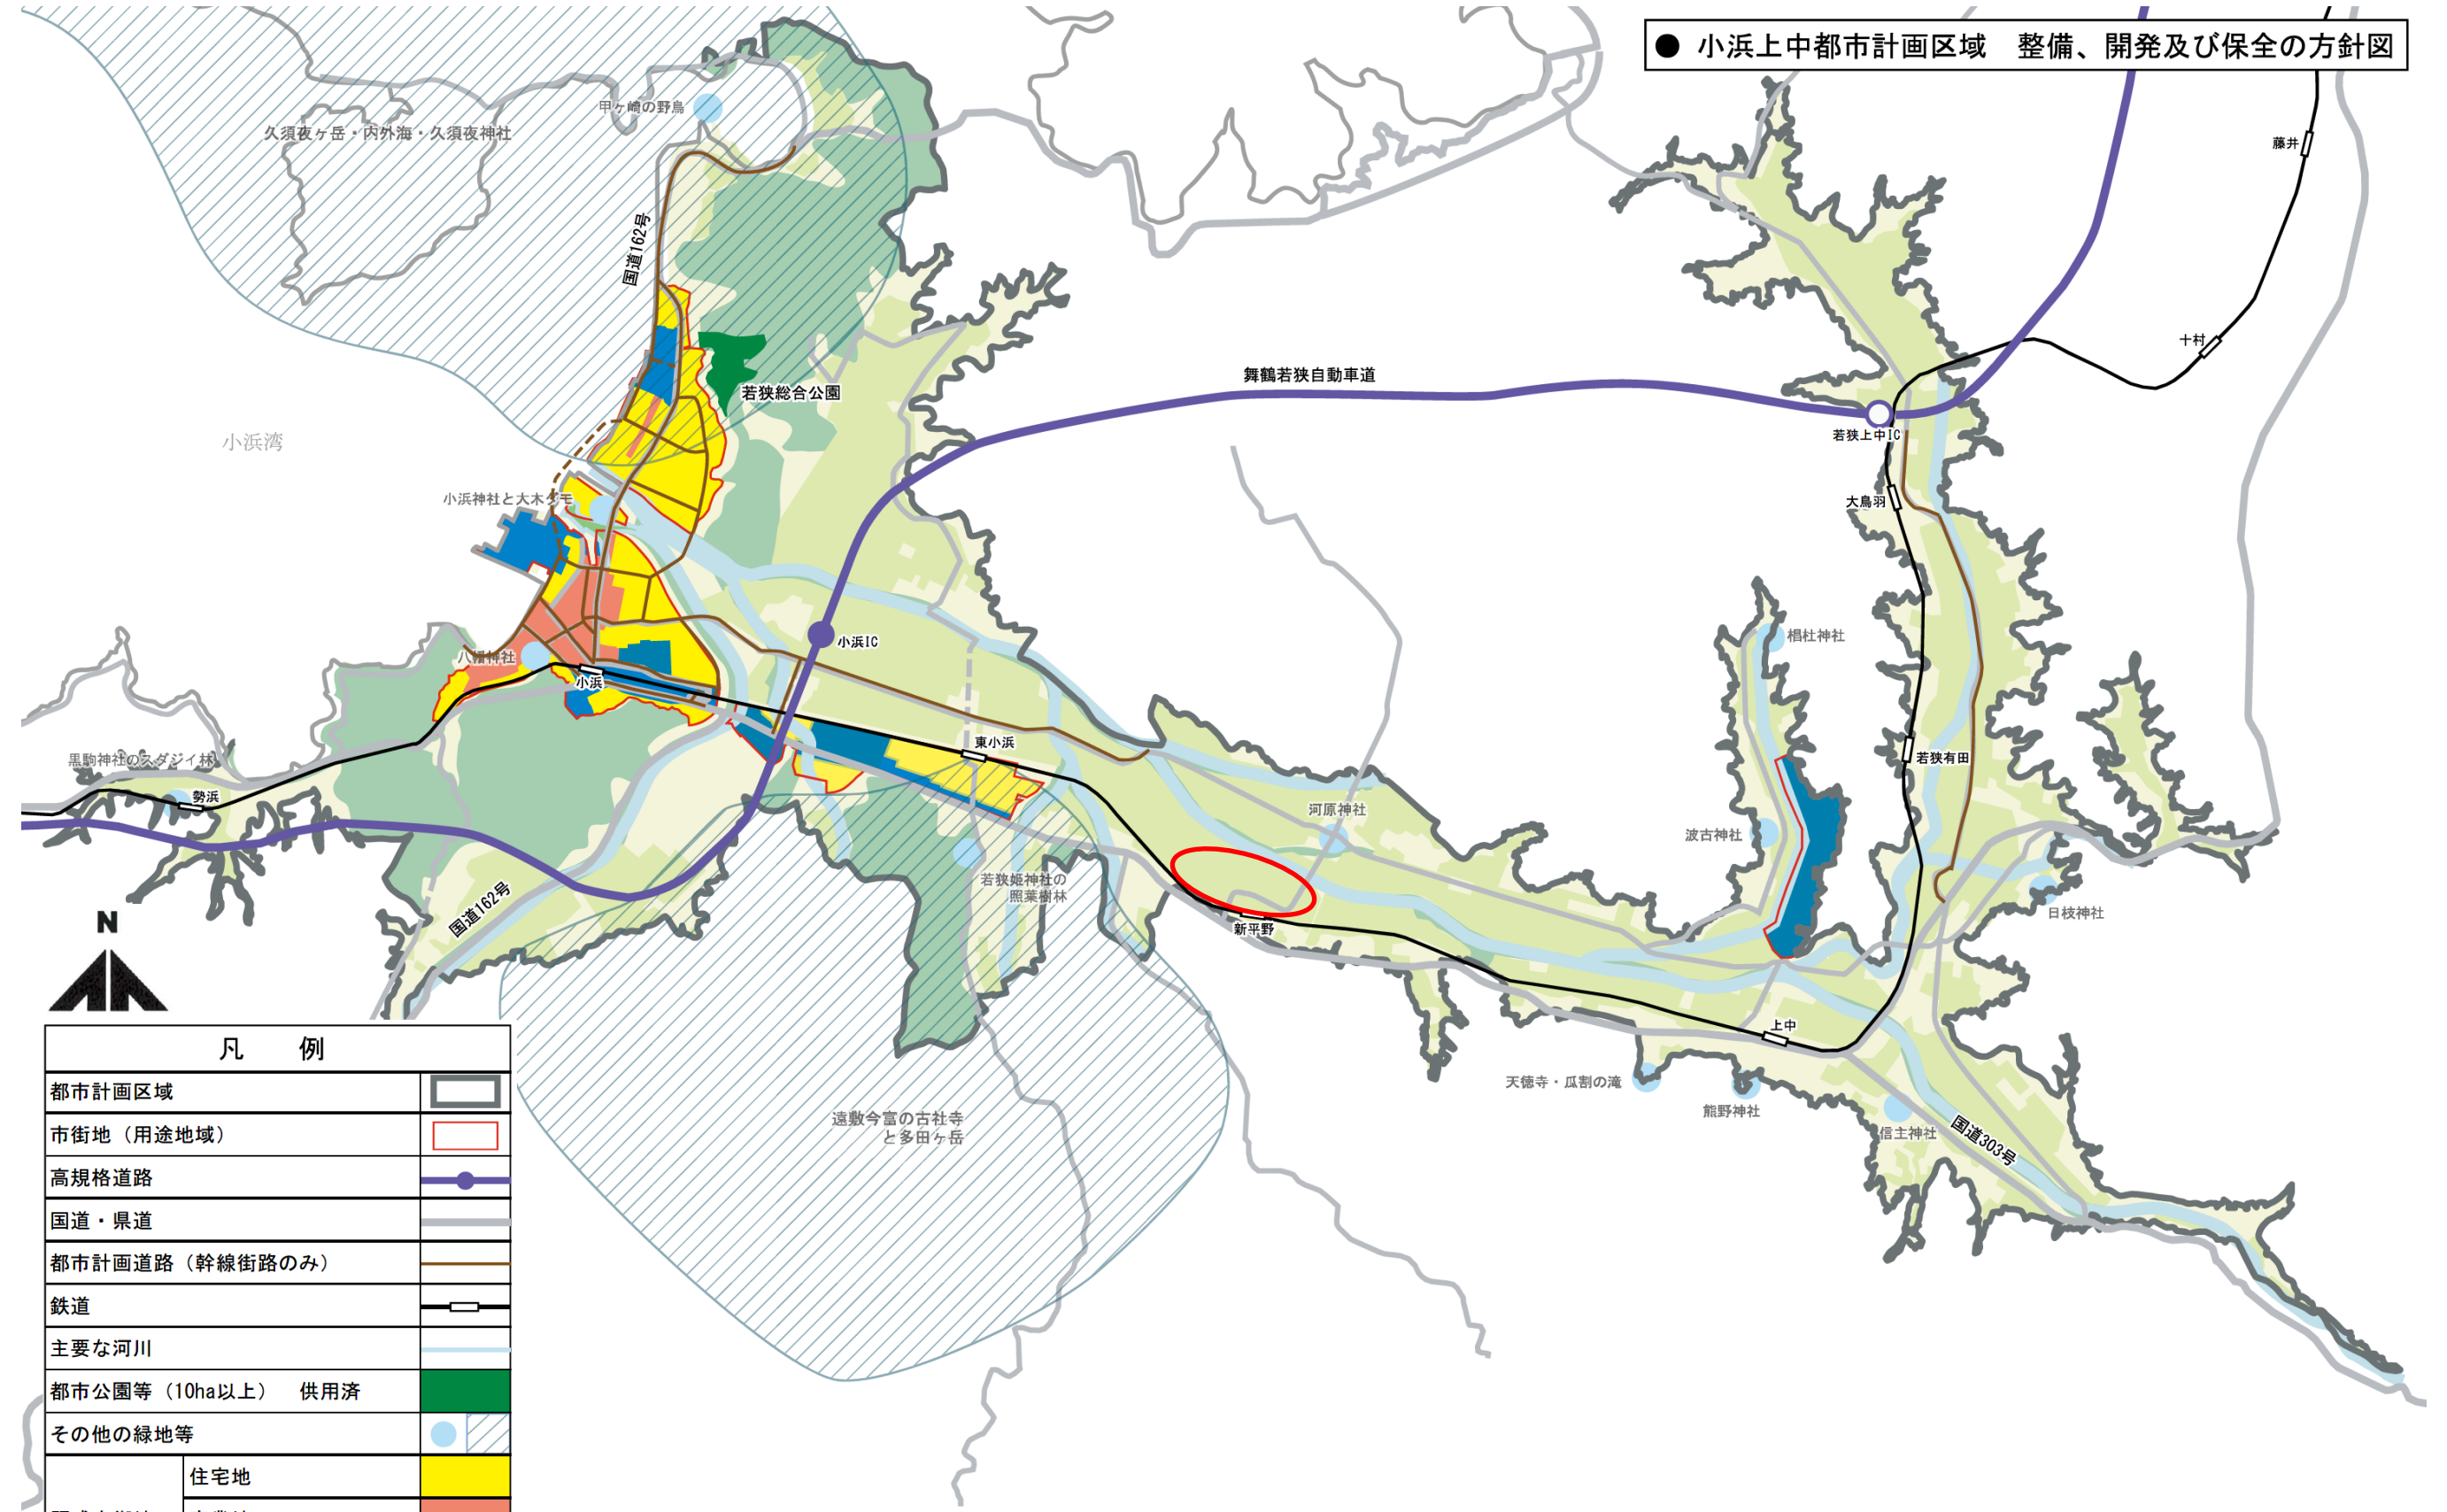 ● 小浜上中都市計画区域　整備、開発及び保全の方針図
藤井
甲ヶ崎の野鳥
久須夜ヶ岳・内外海・久須夜神社
国道162号
十村
舞鶴若狭自動車道
若狭総合公園
若狭上中IC
小浜湾
小浜神社と大木タモ
大鳥羽
小浜IC
椙杜神社
八幡神社
小浜
東小浜
黒駒神社のスダジイ林
若狭有田
勢浜
河原神社
波古神社
若狭姫神社の
照葉樹林
国道162号
日枝神社
新平野
N
上中
天徳寺・瓜割の滝
熊野神社
遠敷今富の古社寺
と多田ヶ岳
信主神社
国道303号
凡　例
都市計画区域
市街地（用途地域）
高規格道路
国道・県道
都市計画道路（幹線街路のみ）
鉄道
主要な河川
都市公園等（10ha以上）　供用済
その他の緑地等
住宅地